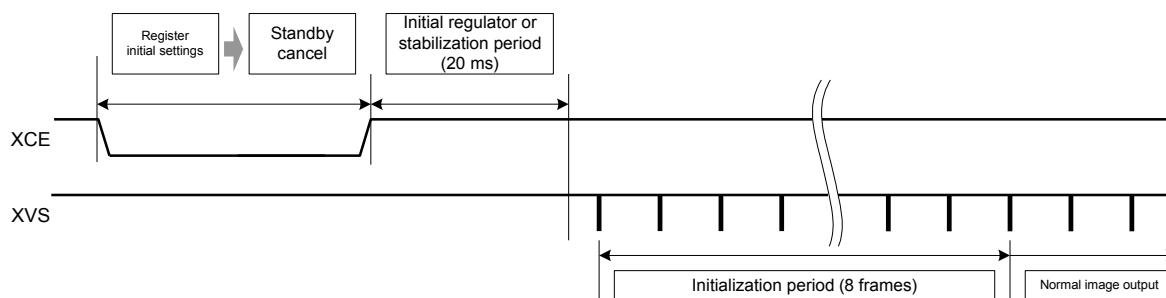 Register
initial settings
Standby
cancel
Initial regulator or
stabilization period
(20 ms)
XCE
XVS
Initialization period (8 frames)
Normal image output